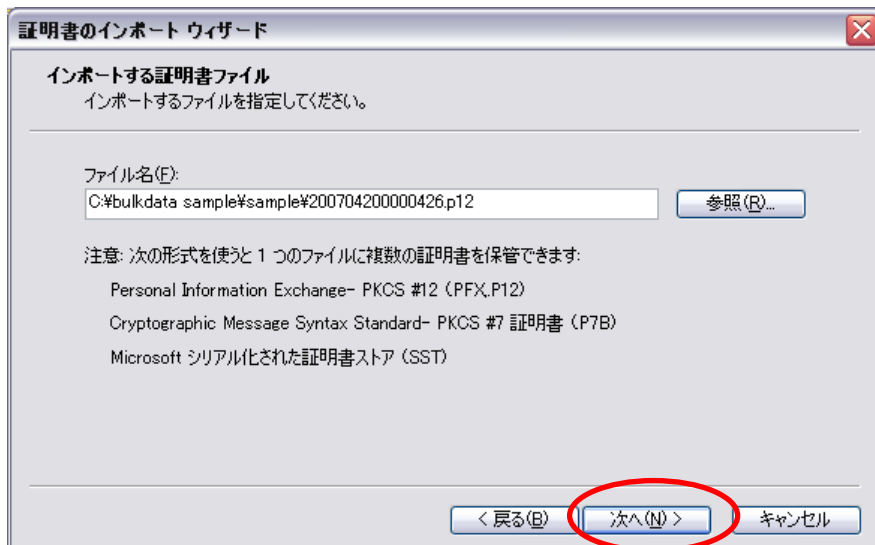 証明書のインポート ウィザード
インポートする証明書ファイル
インポートするファイルを指定してください。
ファイル名(F):
C:¥bulkdata sample¥sample¥200704200000426.p12
参照(R)...
注意: 次の形式を使うと 1 つのファイルに複数の証明書を保管できます:
Personal Information Exchange- PKCS #12 (PFX,.P12)
Cryptographic Message Syntax Standard- PKCS #7 証明書 (P7B)
Microsoft シリアル化された証明書ストア (SST)
< 戻る(B)
次へ(N) >
キャンセル